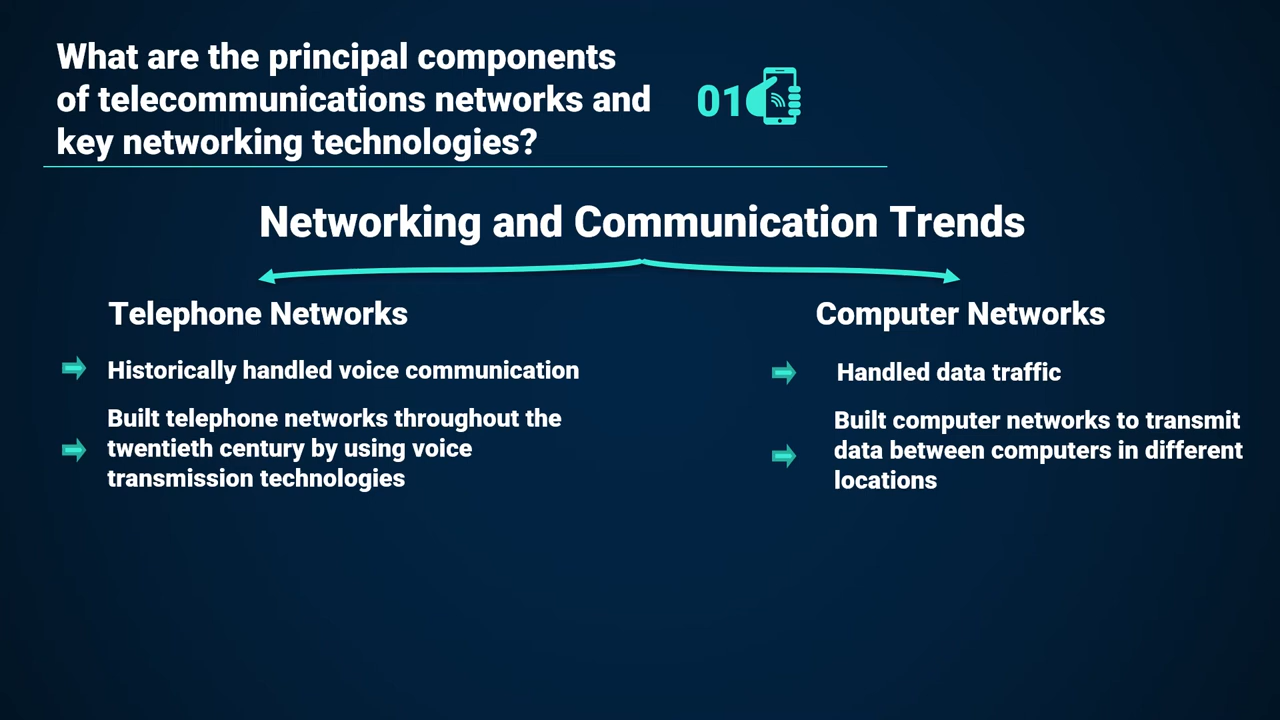 What are the principal components
of telecommunications networks and
key networking technologies?
01
Networking and Communication Trends
Telephone Networks
Historically handled voice communication
Built telephone networks throughout the
twentieth century by using voice
transmission technologies
Computer Networks
Handled data traffic
Built computer networks to transmit
data between computers in different
locations